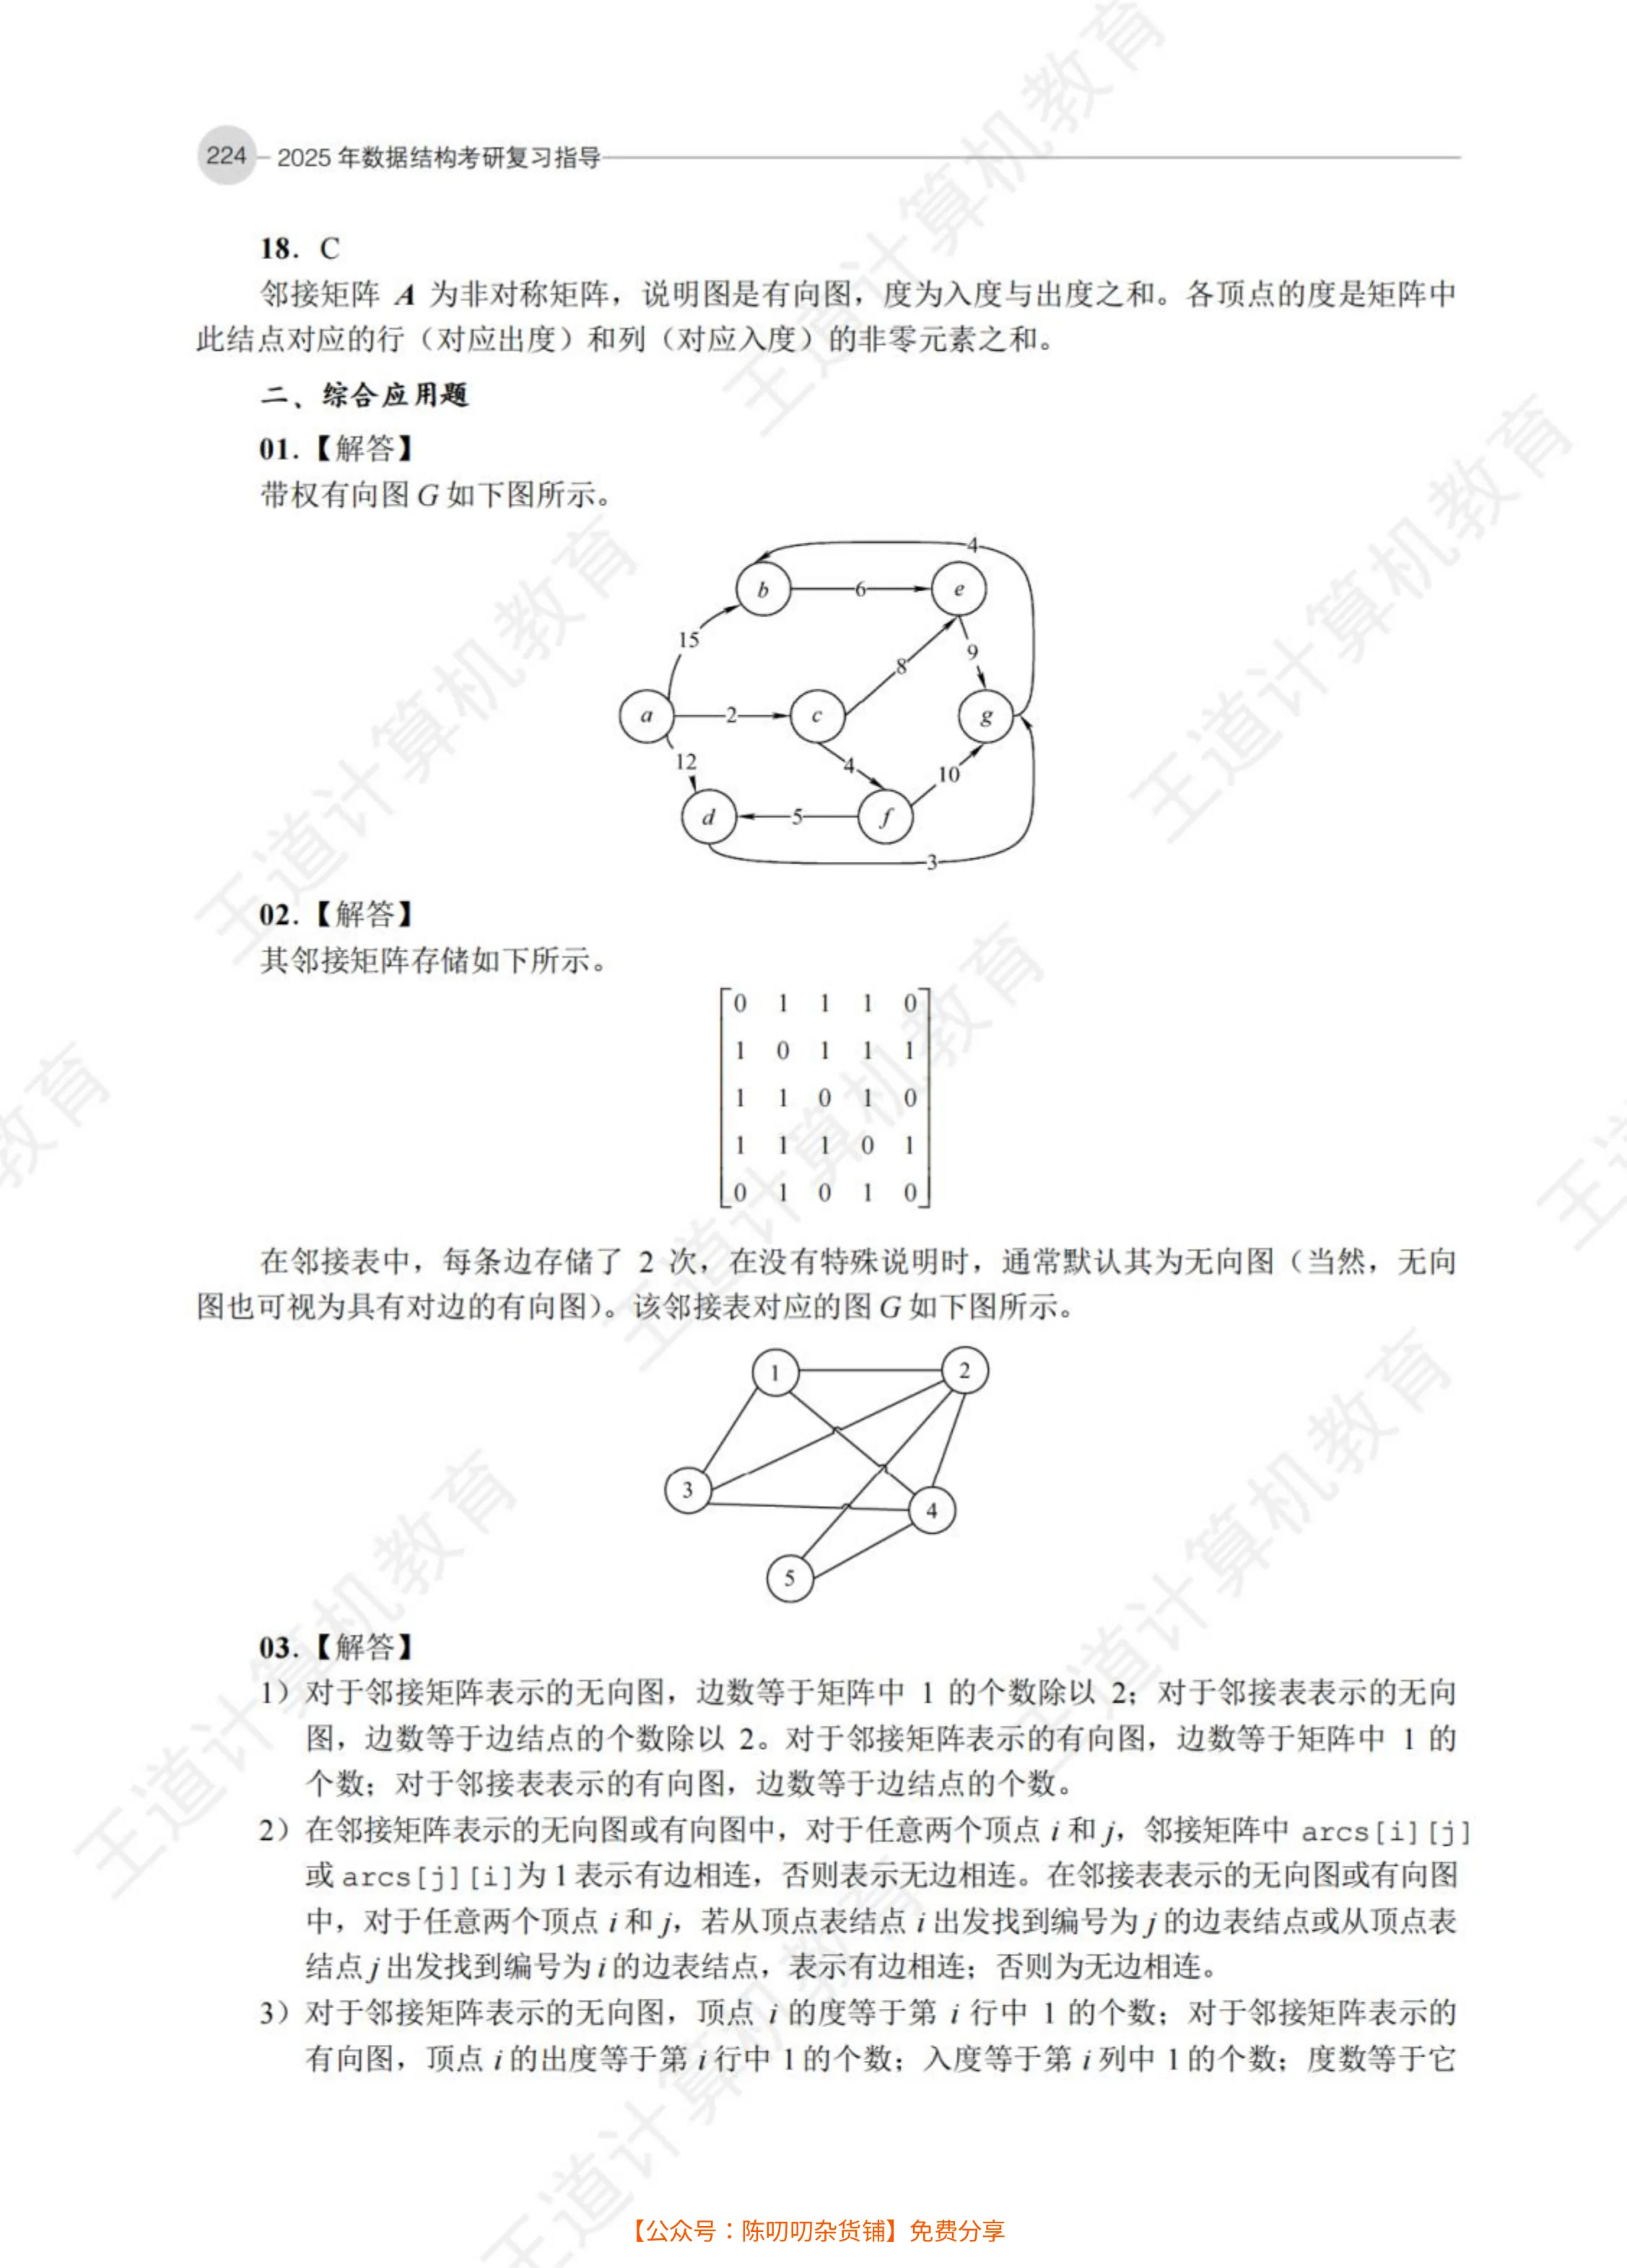 224 2025 年数据结构考研复习指导
18. C
邻接矩阵 A 为非对称矩阵，说明图是有向图，度为入度与出度之和。各顶点的度是矩阵中
此结点对应的行（对应出度）和列（对应入度）的非零元素之和。
二、综合应用题
01.【解答】
带权有向图 G 如下图所示。
4
b 6 e
15 9
8
a 2 c g
12 4 10
d 5 f
3
02.【解答】
其邻接矩阵存储如下所示。
0 1 1 1 0
1 0 1 1 1
1 1 0 1 0
1 1 1 0 1
0 1 0 1 0
在邻接表中，每条边存储了 2 次，在没有特殊说明时，通常默认其为无向图（当然，无向
图也可视为具有对边的有向图）。该邻接表对应的图 G 如下图所示。
1 2
3 4
5
03.【解答】
1）对于邻接矩阵表示的无向图，边数等于矩阵中 1 的个数除以 2；对于邻接表表示的无向
图，边数等于边结点的个数除以 2。对于邻接矩阵表示的有向图，边数等于矩阵中 1 的
个数；对于邻接表表示的有向图，边数等于边结点的个数。
2）在邻接矩阵表示的无向图或有向图中，对于任意两个顶点 i 和 j，邻接矩阵中 arcs[i][j]
或 arcs[j][i]为 1 表示有边相连，否则表示无边相连。在邻接表表示的无向图或有向图
中，对于任意两个顶点 i 和 j，若从顶点表结点 i 出发找到编号为 j 的边表结点或从顶点表
结点 j 出发找到编号为 i 的边表结点，表示有边相连；否则为无边相连。
3）对于邻接矩阵表示的无向图，顶点 i 的度等于第 i 行中 1 的个数；对于邻接矩阵表示的
有向图，顶点 i 的出度等于第 i 行中 1 的个数；入度等于第 i 列中 1 的个数；度数等于它
王道计算机教育
【公众号：陈叨叨杂货铺】免费分享